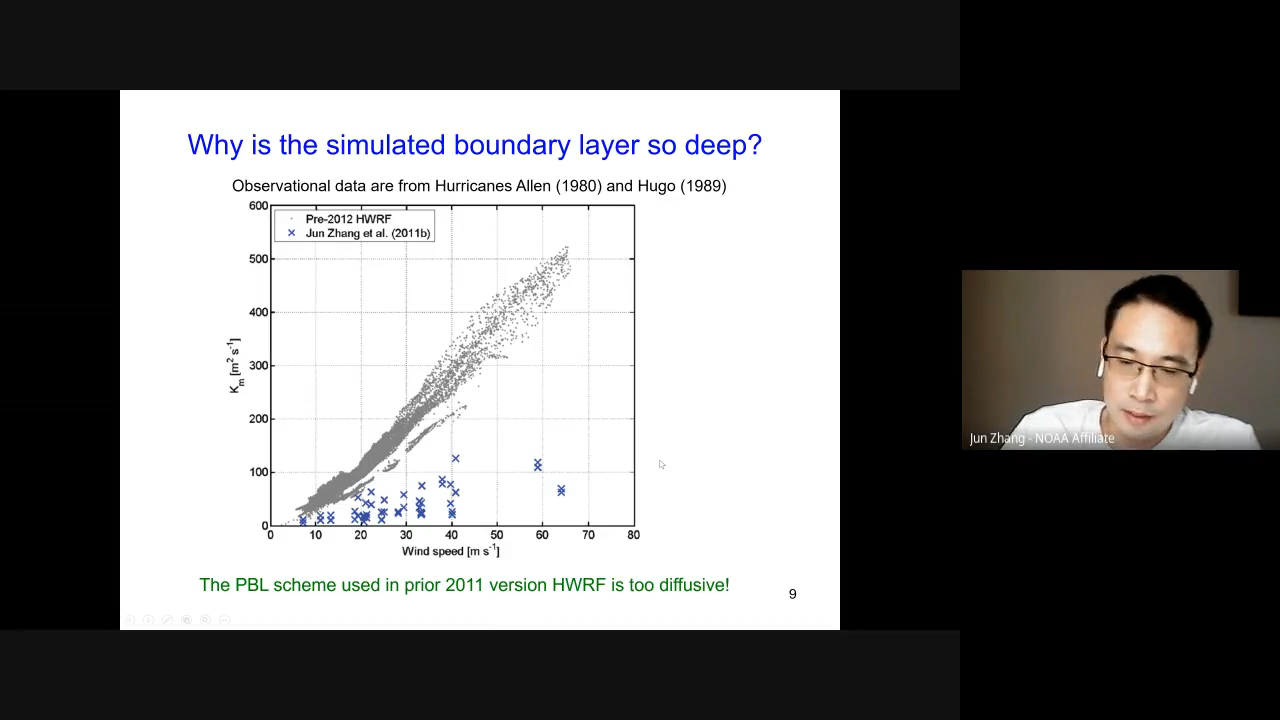 Why is the simulated boundary layer so deep?
Observational data are from Hurricanes Allen (1980) and Hugo (1989)
600
500
400
300
200
100
0
Pre-2012 HWRF
Jun Zhang et al. (2011b)
Km [m2 s-1]
0 10 20 30 40 50 60 70 80
Wind speed [m s-1]
The PBL scheme used in prior 2011 version HWRF is too diffusive!
9
Jun Zhang - NOAA Affiliate